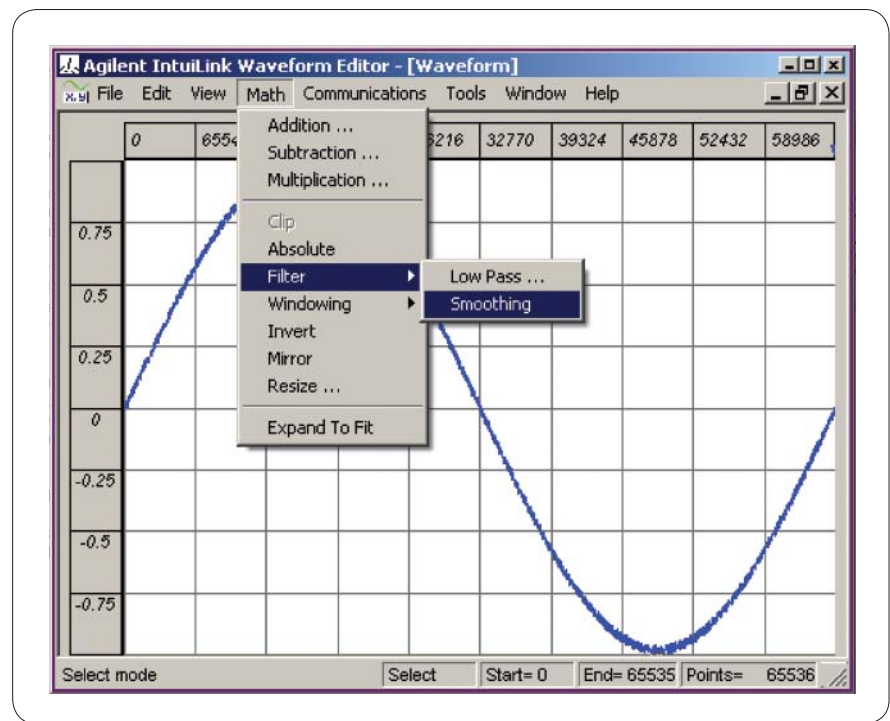 Agilent IntuiLink Waveform Editor - [Waveform]
File Edit View Math Communications Tools Window Help
0 32770 39324 45878 52432 58986
Addition ...
Subtraction ...
Multiplication ...
Clip
Absolute
Filter
Windowing
Invert
Mirror
Resize ...
Expand To Fit
Low Pass ...
Smoothing
0.75
0.5
0.25
0
-0.25
-0.5
-0.75
Select mode Select Start= 0 End= 65535 Points= 65536